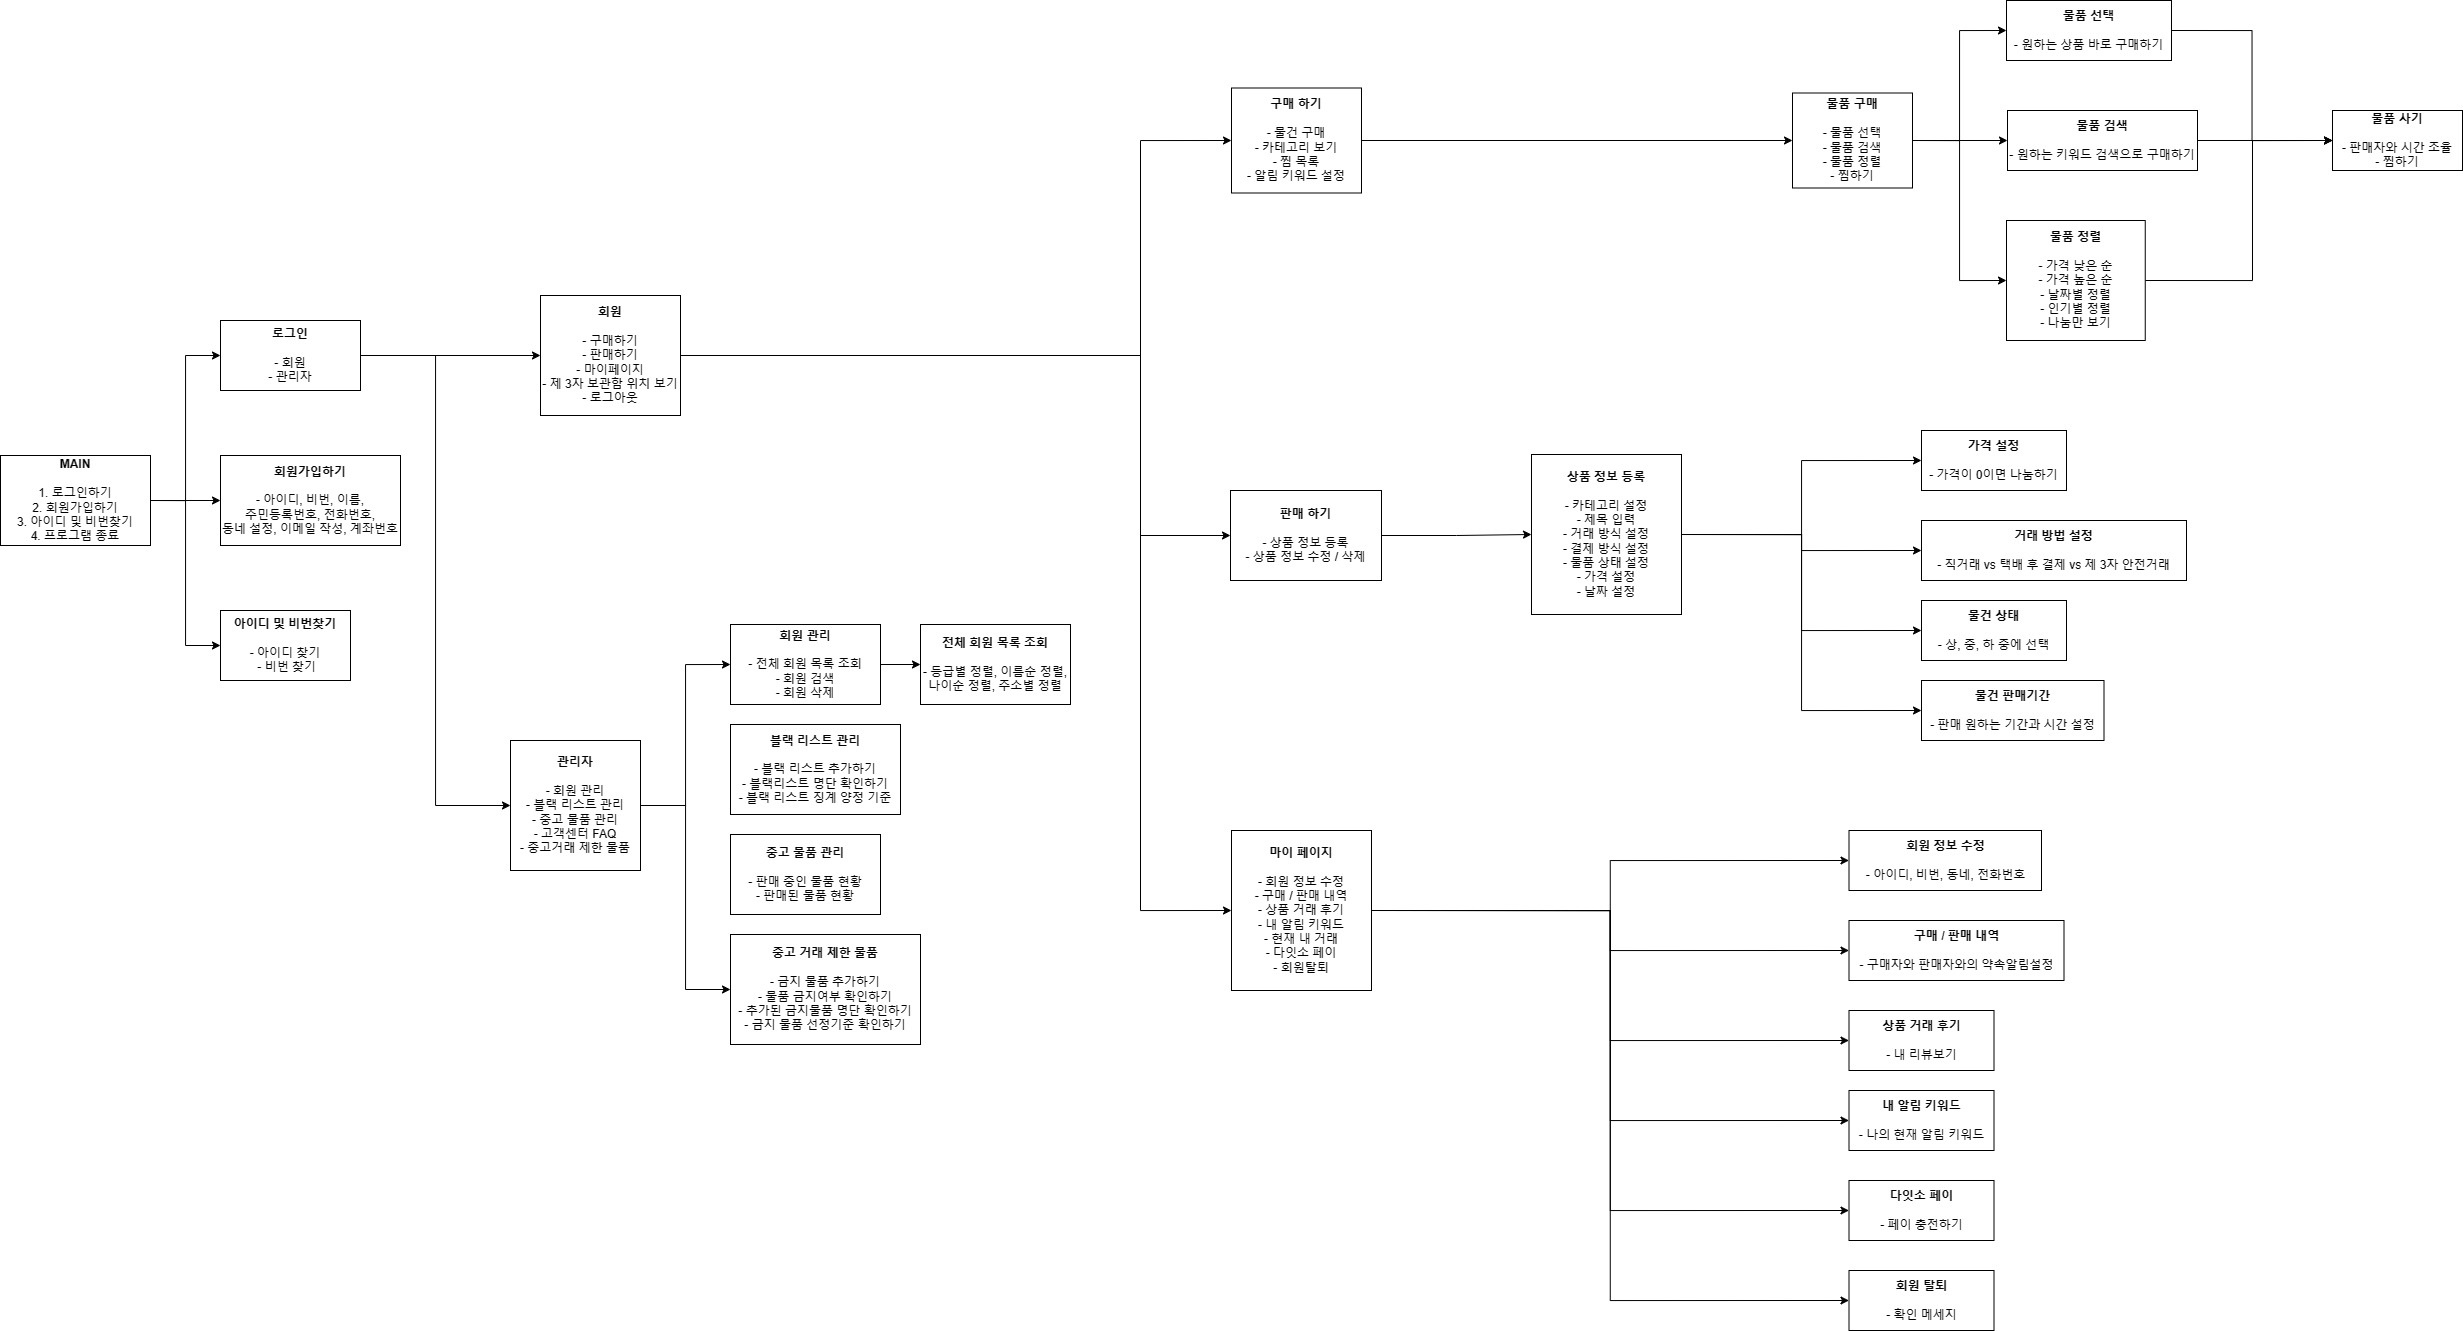 MAIN
1. 로그인하기
2. 회원가입하기
3. 아이디 및 비번찾기
4. 프로그램 종료
로그인
- 회원
- 관리자
회원가입하기
- 아이디, 비번, 이름,
주민등록번호, 전화번호,
동네 설정, 이메일 작성, 계좌번호
아이디 및 비번찾기
- 아이디 찾기
- 비번 찾기
회원
- 구매하기
- 판매하기
- 마이페이지
- 제 3자 보관함 위치 보기
- 로그아웃
관리자
- 회원 관리
- 블랙 리스트 관리
- 중고 물품 관리
- 고객센터 FAQ
- 중고거래 제한 물품
회원 관리
- 전체 회원 목록 조회
- 회원 검색
- 회원 삭제
전체 회원 목록 조회
- 등급별 정렬, 이름순 정렬,
나이순 정렬, 주소별 정렬
블랙 리스트 관리
- 블랙 리스트 추가하기
- 블랙리스트 명단 확인하기
- 블랙 리스트 징계 양정 기준
중고 물품 관리
- 판매 중인 물품 현황
- 판매된 물품 현황
중고 거래 제한 물품
- 금지 물품 추가하기
- 물품 금지여부 확인하기
- 추가된 금지물품 명단 확인하기
- 금지 물품 선정기준 확인하기
구매 하기
- 물건 구매
- 카테고리 보기
- 찜 목록
- 알림 키워드 설정
물품 구매
- 물품 선택
- 물품 검색
- 물품 정렬
- 찜하기
물품 선택
- 원하는 상품 바로 구매하기
물품 검색
- 원하는 키워드 검색으로 구매하기
물품 정렬
- 가격 낮은 순
- 가격 높은 순
- 날짜별 정렬
- 인기별 정렬
- 나눔만 보기
물품 사기
- 판매자와 시간 조율
- 찜하기
판매 하기
- 상품 정보 등록
- 상품 정보 수정 / 삭제
상품 정보 등록
- 카테고리 설정
- 제목 입력
- 거래 방식 설정
- 결제 방식 설정
- 물품 상태 설정
- 가격 설정
- 날짜 설정
가격 설정
- 가격이 0이면 나눔하기
거래 방법 설정
- 직거래 vs 택배 후 결제 vs 제 3자 안전거래
물건 상태
- 상, 중, 하 중에 선택
물건 판매기간
- 판매 원하는 기간과 시간 설정
마이 페이지
- 회원 정보 수정
- 구매 / 판매 내역
- 상품 거래 후기
- 내 알림 키워드
- 현재 내 거래
- 다잇소 페이
- 회원탈퇴
회원 정보 수정
- 아이디, 비번, 동네, 전화번호
구매 / 판매 내역
- 구매자와 판매자와의 약속알림설정
상품 거래 후기
- 내 리뷰보기
내 알림 키워드
- 나의 현재 알림 키워드
다잇소 페이
- 페이 충전하기
회원 탈퇴
- 확인 메세지